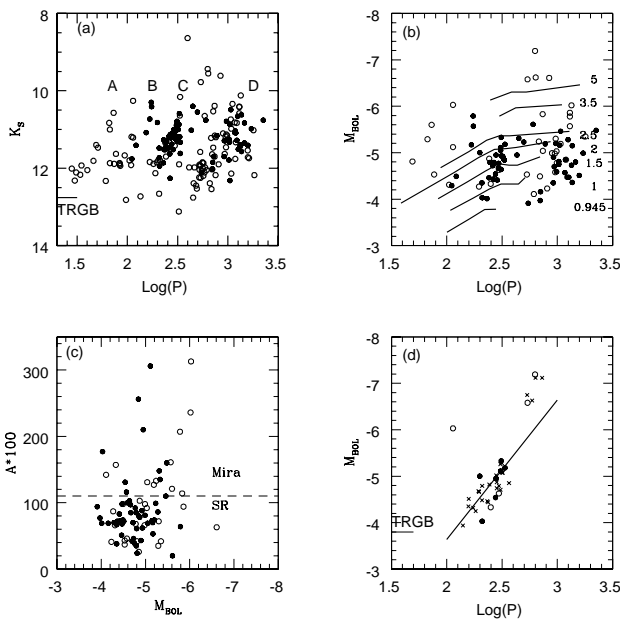 (a)
A B C D
8
10
12
14
K_S
TRGB
1.5 2 2.5 3 3.5
Log(P)
(b)
-8
-7
-6
-5
-4
-3
M_BOL
5
3.5
2.5
2
1.5
1
0.945
1.5 2 2.5 3 3.5
Log(P)
(c)
300
200
100
0
A*100
Mira
SR
-3 -4 -5 -6 -7 -8
M_BOL
(d)
-8
-7
-6
-5
-4
-3
M_BOL
TRGB
1.5 2 2.5 3 3.5
Log(P)